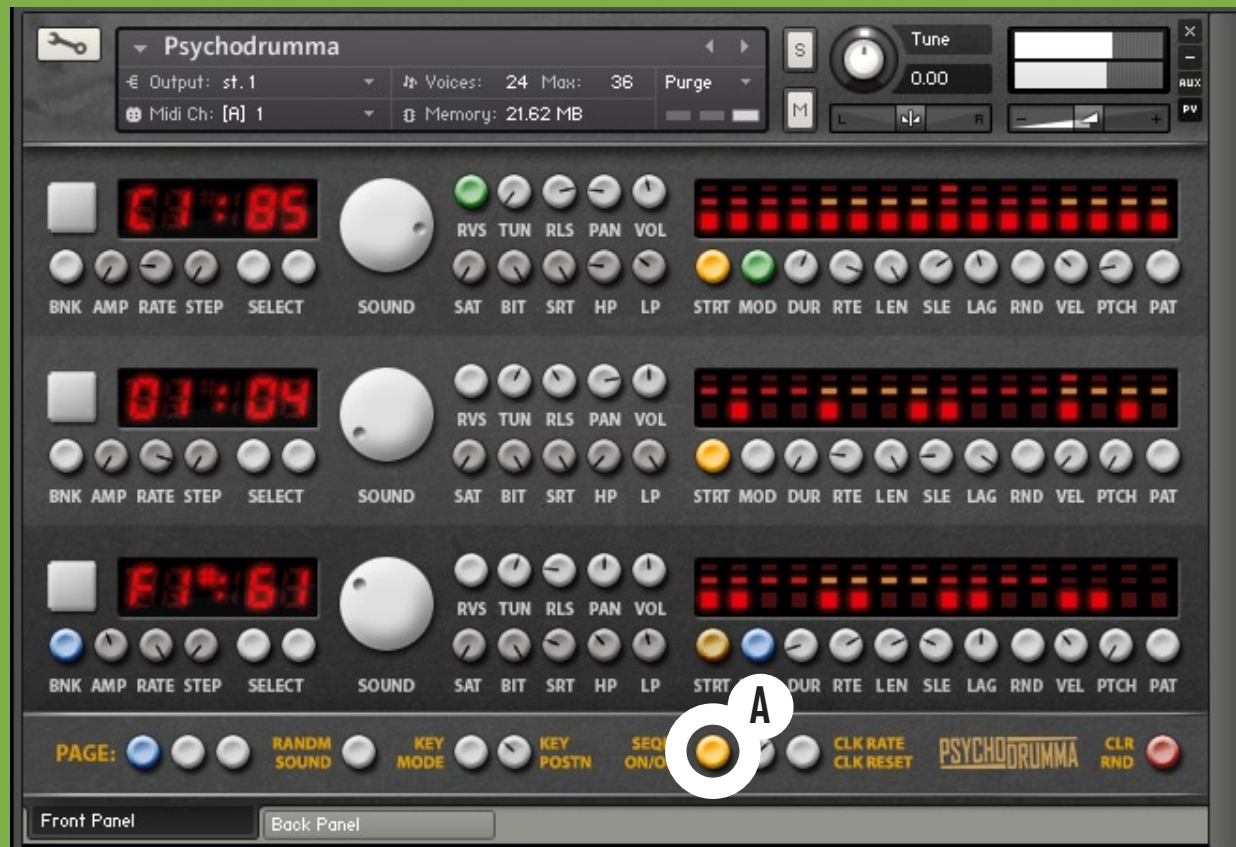 Psychodrumma
S
Tune
×
Output: st. 1
Voices: 24 Max: 36
Purge
0.00
−
AUX
Midi Ch: [A] 1
Memory: 21.62 MB
M
L R
− +
PV
C1:85
RVS TUN RLS PAN VOL
BNK AMP RATE STEP SELECT SOUND SAT BIT SRT HP LP STRT MOD DUR RTE LEN SLE LAG RND VEL PTCH PAT
01:04
RVS TUN RLS PAN VOL
BNK AMP RATE STEP SELECT SOUND SAT BIT SRT HP LP STRT MOD DUR RTE LEN SLE LAG RND VEL PTCH PAT
F1#:61
RVS TUN RLS PAN VOL
BNK AMP RATE STEP SELECT SOUND SAT BIT SRT HP LP STRT DUR RTE LEN SLE LAG RND VEL PTCH PAT
A
PAGE:
RANDM
SOUND
KEY
MODE
KEY
POSTN
ON/O
CLK RATE
CLK RESET
PSYCHODRUMMA
CLR
RND
Front Panel
Back Panel